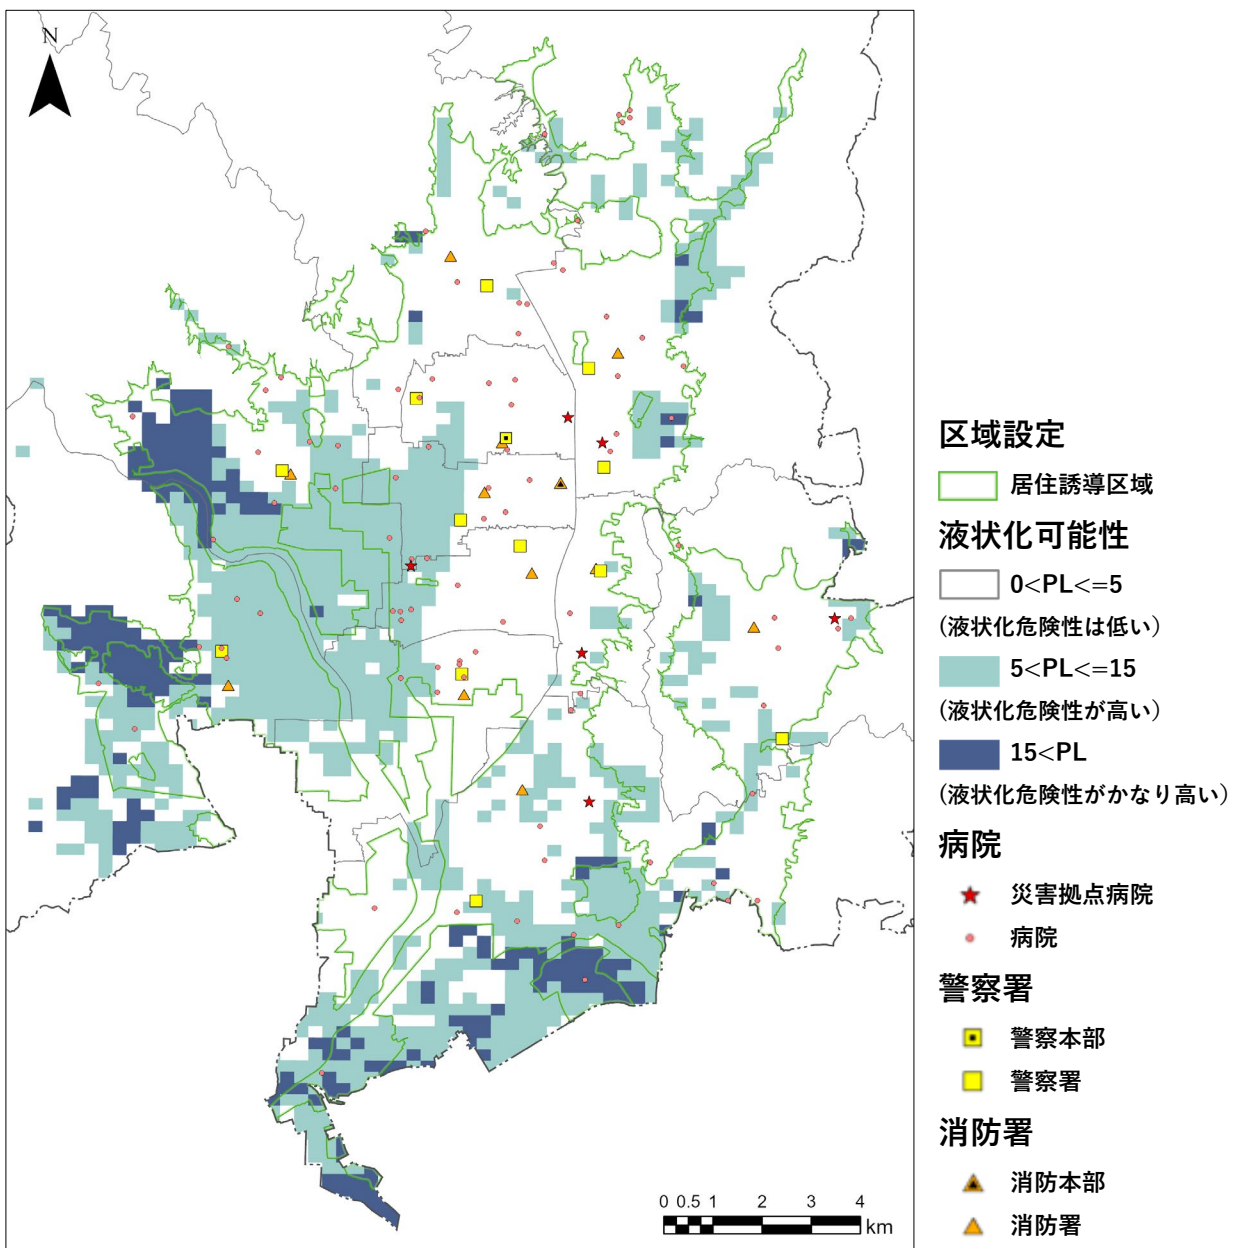 N
区域設定
居住誘導区域
液状化可能性
0<PL<=5
(液状化危険性は低い)
5<PL<=15
(液状化危険性が高い)
15<PL
(液状化危険性がかなり高い)
病院
災害拠点病院
病院
警察署
警察本部
警察署
消防署
消防本部
消防署
0 0.5 1 2 3 4
km